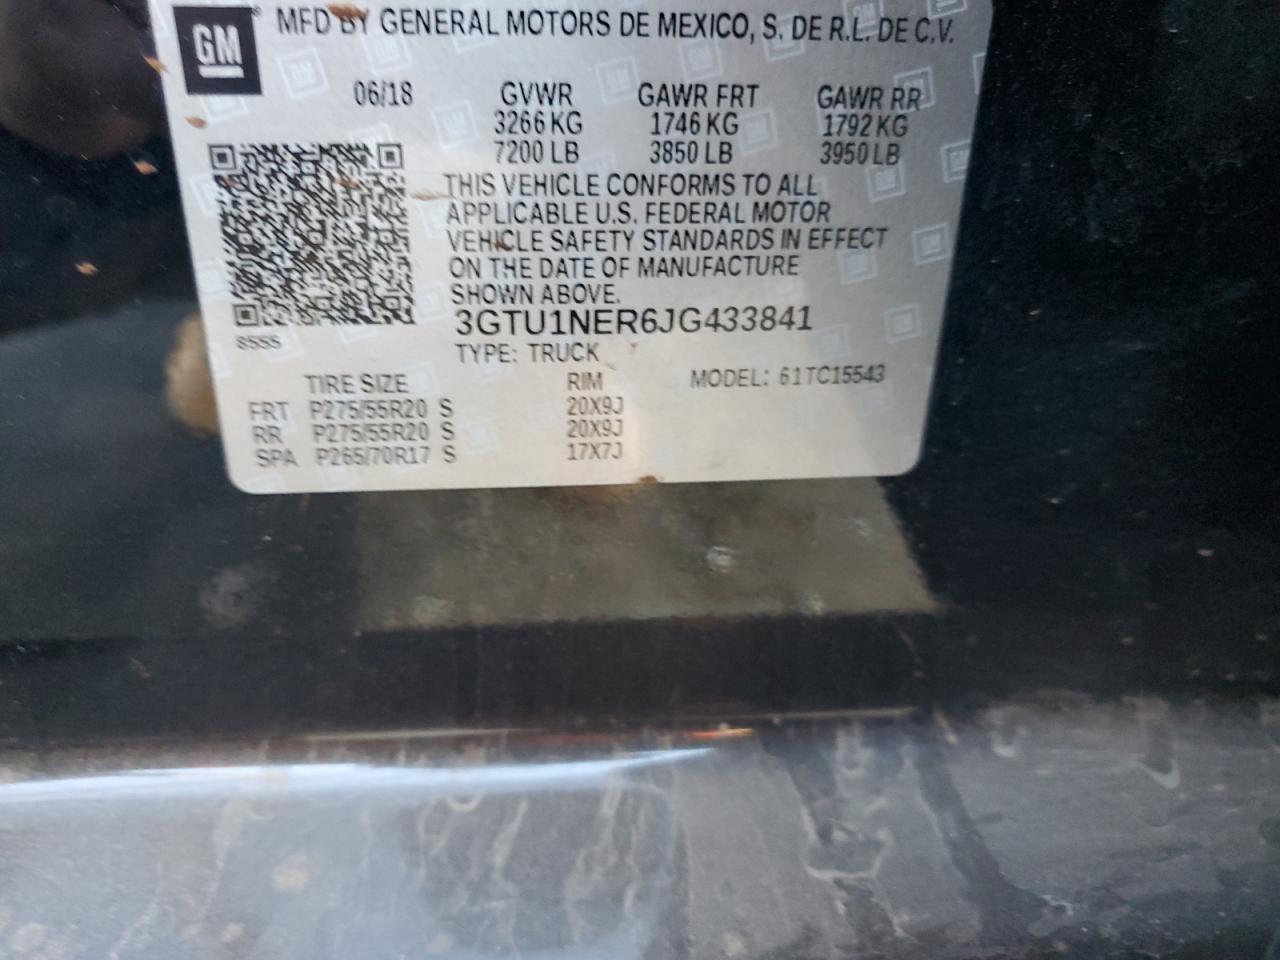 GM
MFD BY GENERAL MOTORS DE MEXICO, S. DE R.L. DE C.V.
06/18 GVWR GAWR FRT GAWR RR
3266 KG 1746 KG 1792 KG
7200 LB 3850 LB 3950 LB
THIS VEHICLE CONFORMS TO ALL
APPLICABLE U.S. FEDERAL MOTOR
VEHICLE SAFETY STANDARDS IN EFFECT
ON THE DATE OF MANUFACTURE
SHOWN ABOVE.
3GTU1NER6JG433841
8555
TYPE: TRUCK
TIRE SIZE RIM MODEL: 61TC15543
FRT P275/55R20 S 20X9J
RR P275/55R20 S 20X9J
SPA P265/70R17 S 17X7J